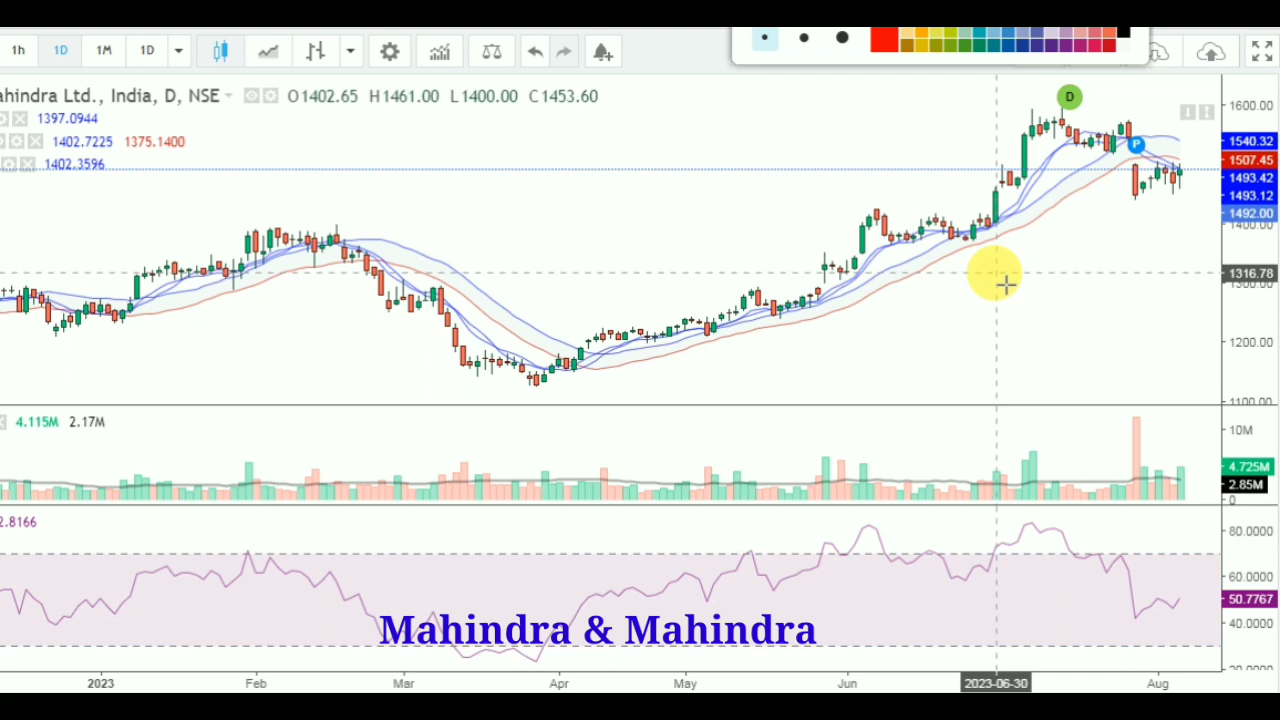 1h 1D 1M 1D
ahindra Ltd., India, D, NSE O1402.65 H1461.00 L1400.00 C1453.60
1397.0944
1402.7225 1375.1400
1402.3596
D
P
1600.00
1540.32
1507.45
1493.42
1493.12
1492.00
1400.00
1316.78
1300.00
1200.00
1100.00
4.115M 2.17M
10M
4.725M
2.85M
0
2.8166
80.0000
60.0000
50.7767
40.0000
20.0000
Mahindra & Mahindra
2023 Feb Mar Apr May Jun 2023-06-30 Aug